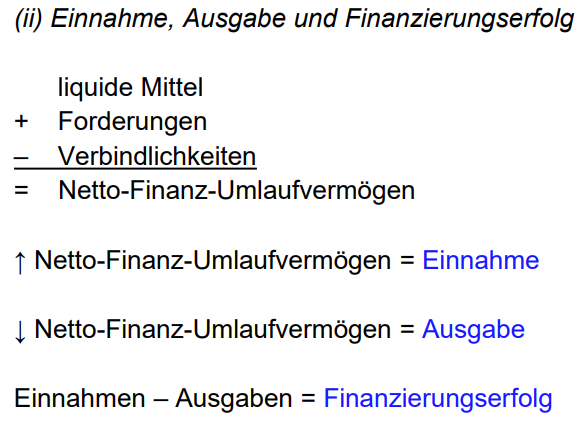 (ii) Einnahme, Ausgabe und Finanzierungserfolg
liquide Mittel
+ Forderungen
– Verbindlichkeiten
= Netto-Finanz-Umlaufvermögen
↑ Netto-Finanz-Umlaufvermögen = Einnahme
↓ Netto-Finanz-Umlaufvermögen = Ausgabe
Einnahmen – Ausgaben = Finanzierungserfolg